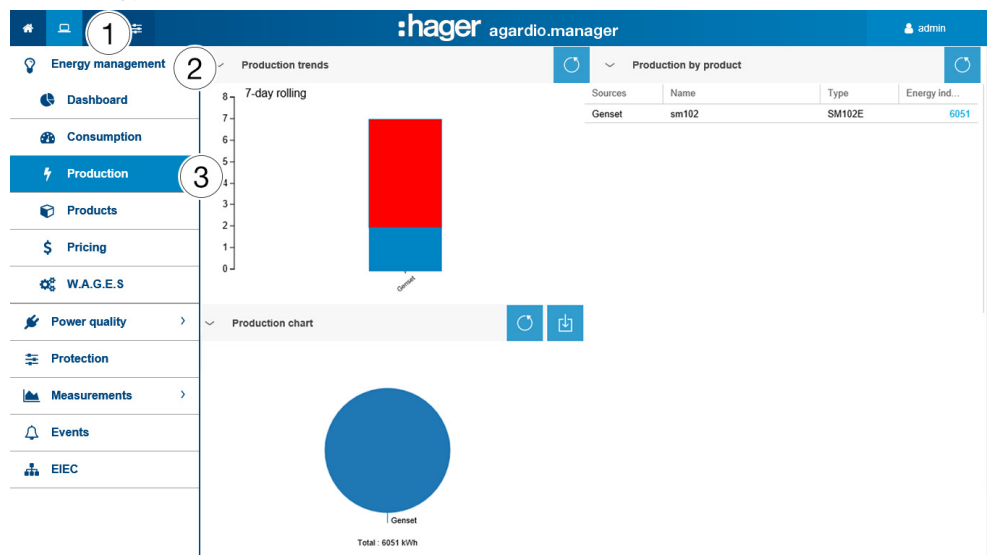 :hager agardio.manager
admin
1
Energy management
2
Dashboard
Consumption
Production
3
Products
Pricing
W.A.G.E.S
Power quality
Protection
Measurements
Events
EIEC
Production trends
7-day rolling
8
7
6
5
4
3
2
1
0
Genset
Production by product
Sources Name Type Energy ind...
Genset sm102 SM102E 6051
Production chart
Genset
Total : 6051 kWh